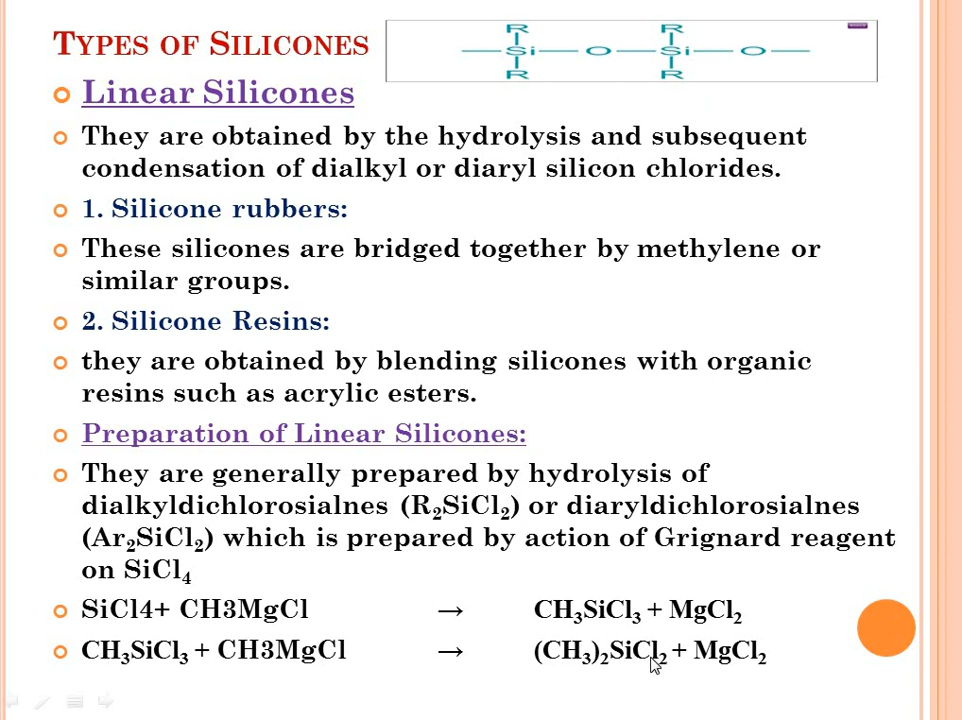 TYPES OF SILICONES
R R
| |
— Si — O — Si — O —
| |
R R
Linear Silicones
They are obtained by the hydrolysis and subsequent
condensation of dialkyl or diaryl silicon chlorides.
1. Silicone rubbers:
These silicones are bridged together by methylene or
similar groups.
2. Silicone Resins:
they are obtained by blending silicones with organic
resins such as acrylic esters.
Preparation of Linear Silicones:
They are generally prepared by hydrolysis of
dialkyldichlorosialnes (R₂SiCl₂) or diaryldichlorosialnes
(Ar₂SiCl₂) which is prepared by action of Grignard reagent
on SiCl₄
SiCl4+ CH3MgCl → CH₃SiCl₃ + MgCl₂
CH₃SiCl₃ + CH3MgCl → (CH₃)₂SiCl₂ + MgCl₂